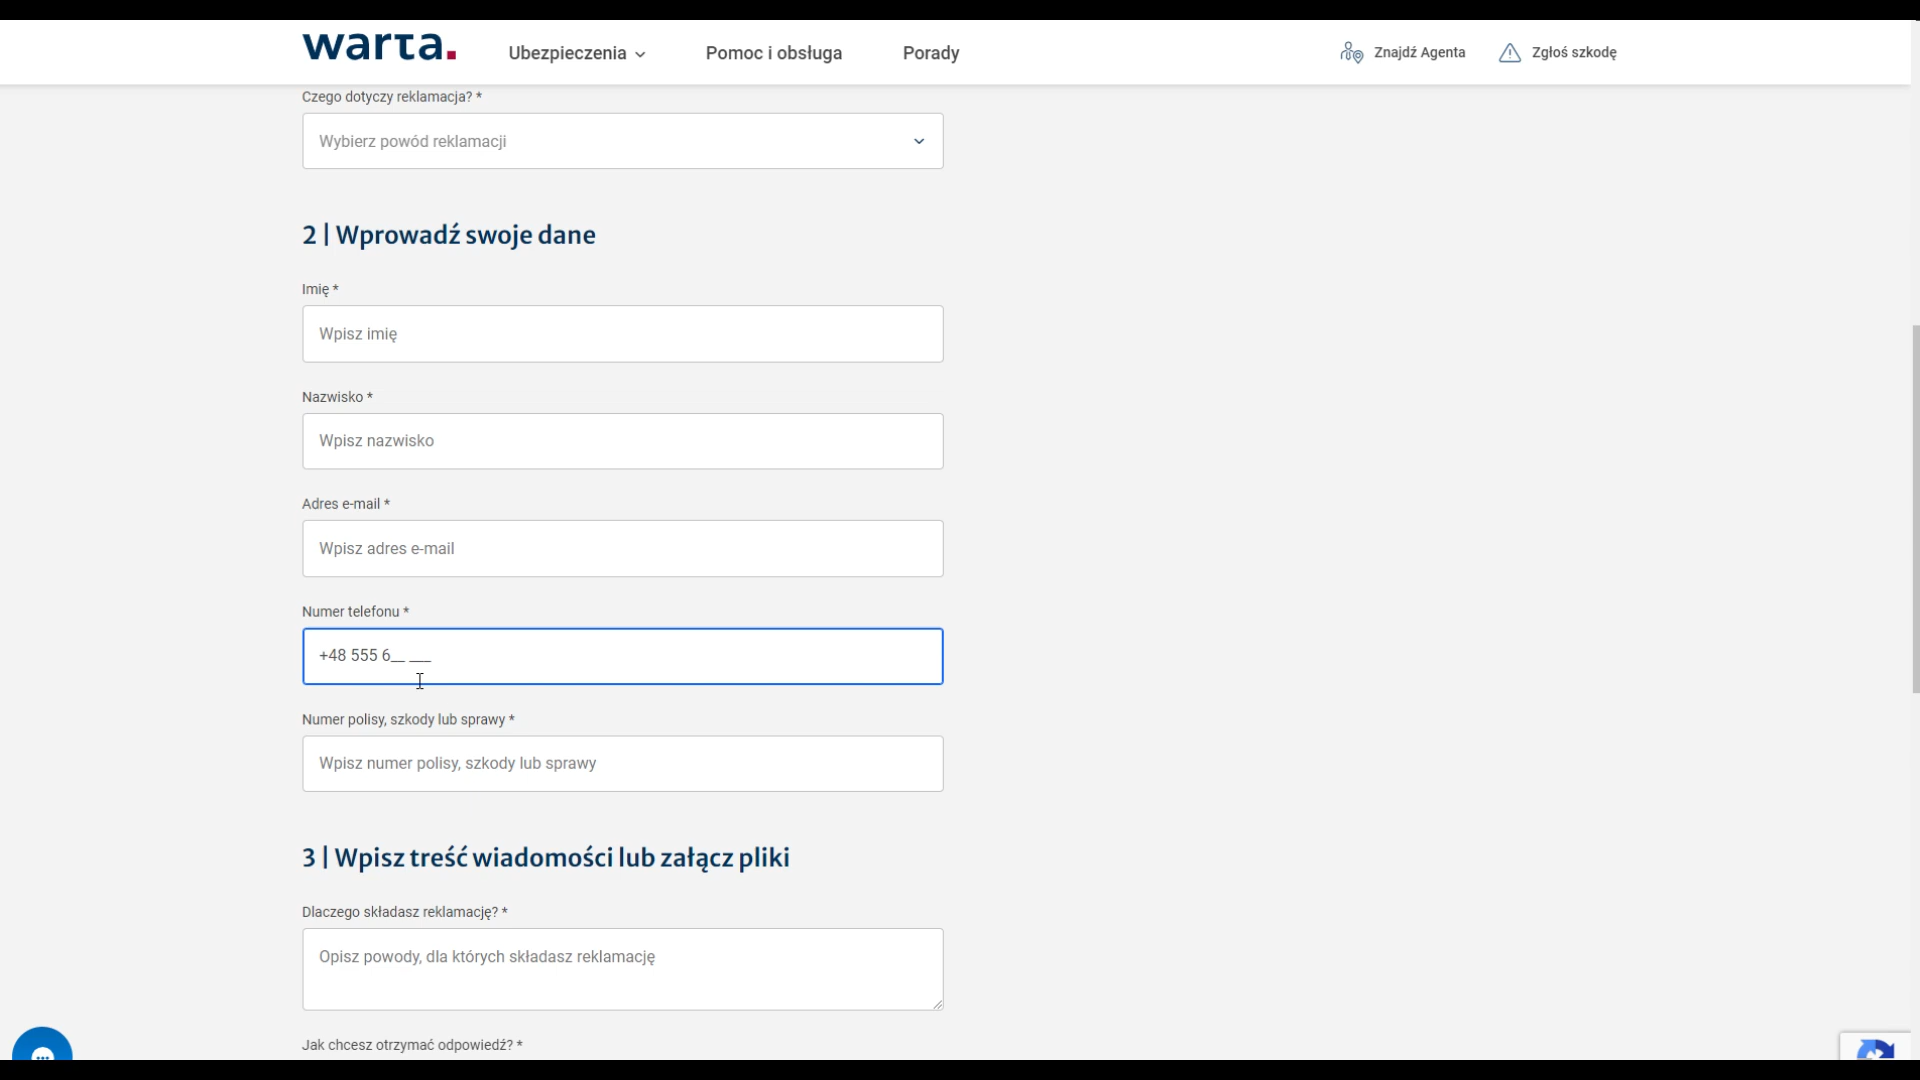 warta.
Ubezpieczenia
Pomoc i obsługa
Porady
Znajdź Agenta
Zgłoś szkodę
Czego dotyczy reklamacja? *
Wybierz powód reklamacji
2 | Wprowadź swoje dane
Imię *
Wpisz imię
Nazwisko *
Wpisz nazwisko
Adres e-mail *
Wpisz adres e-mail
Numer telefonu *
+48 555 6__ ___
Numer polisy, szkody lub sprawy *
Wpisz numer polisy, szkody lub sprawy
3 | Wpisz treść wiadomości lub załącz pliki
Dlaczego składasz reklamację? *
Opisz powody, dla których składasz reklamację
Jak chcesz otrzymać odpowiedź? *